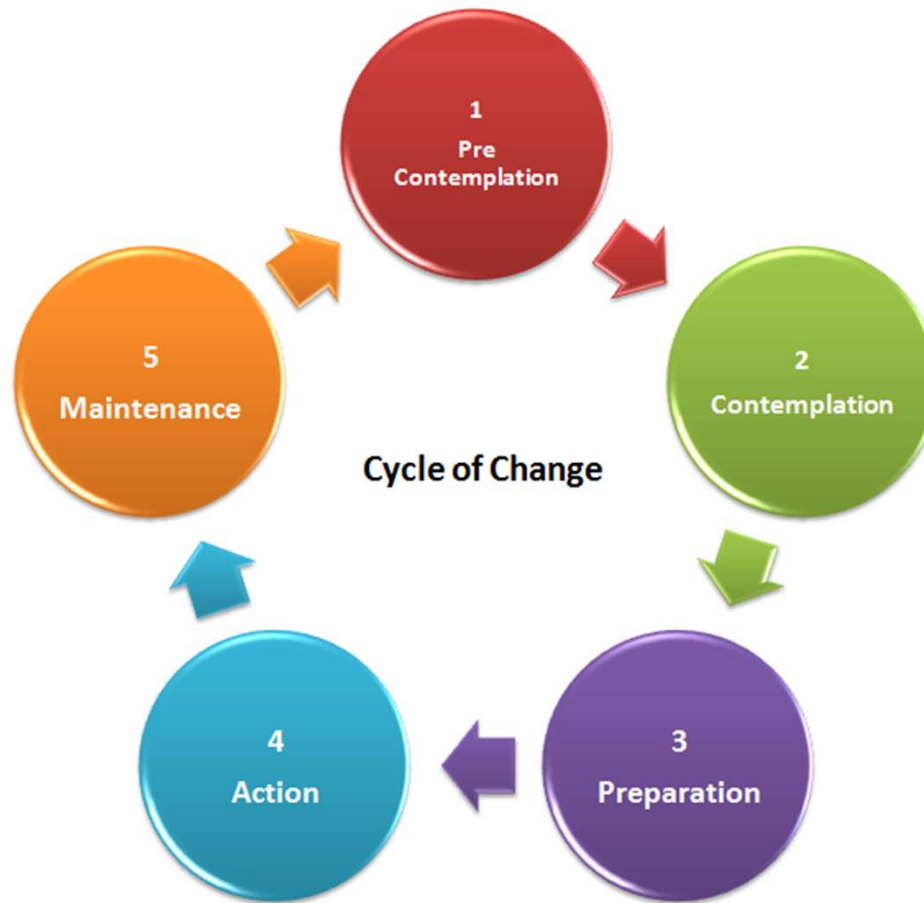 1
Pre
Contemplation
2
Contemplation
3
Preparation
4
Action
5
Maintenance
Cycle of Change